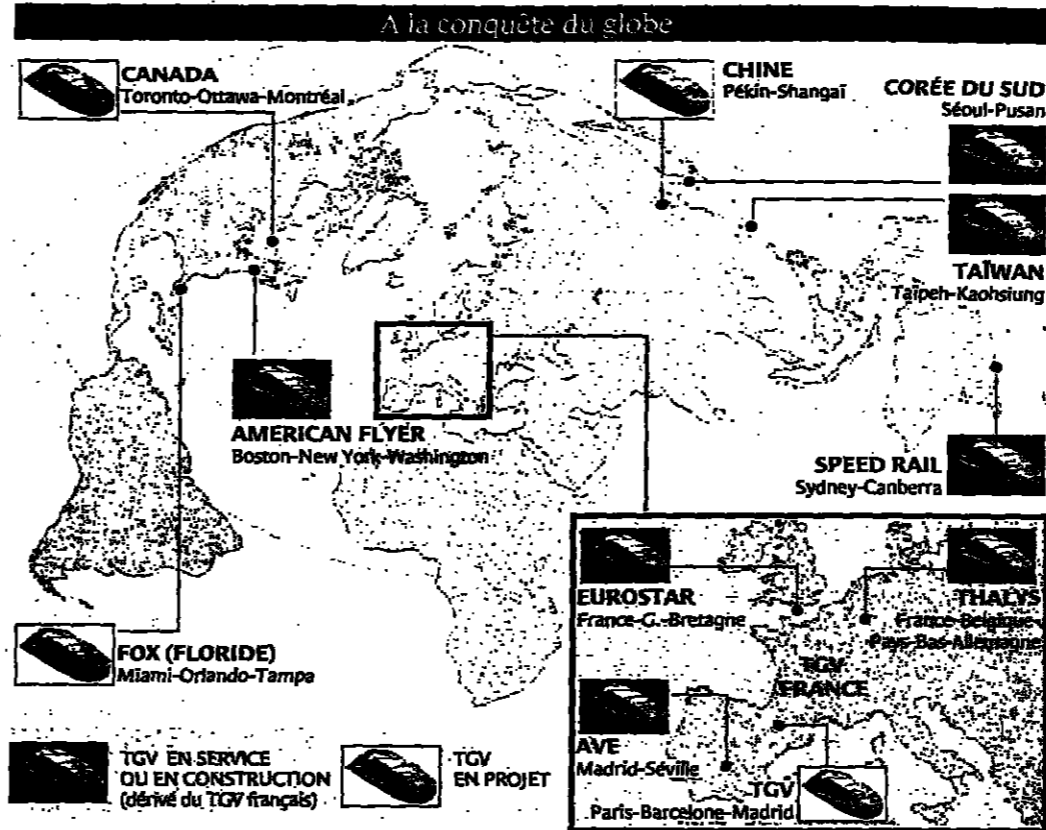 A la conquête du globe
CANADA
Toronto-Ottawa-Montréal
CHINE
Pékin-Shangaï
CORÉE DU SUD
Séoul-Pusan
TAÏWAN
Taïpeh-Kaohsiung
AMERICAN FLYER
Boston-New York-Washington
SPEED RAIL
Sydney-Canberra
FOX (FLORIDE)
Miami-Orlando-Tampa
EUROSTAR
France-G.-Bretagne
THALYS
France-Belgique-
Pays-Bas-Allemagne
TGV
FRANCE
AVE
Madrid-Séville
TGV
Paris-Barcelone-Madrid
TGV EN SERVICE
OU EN CONSTRUCTION
(dérivé du TGV français)
TGV
EN PROJET